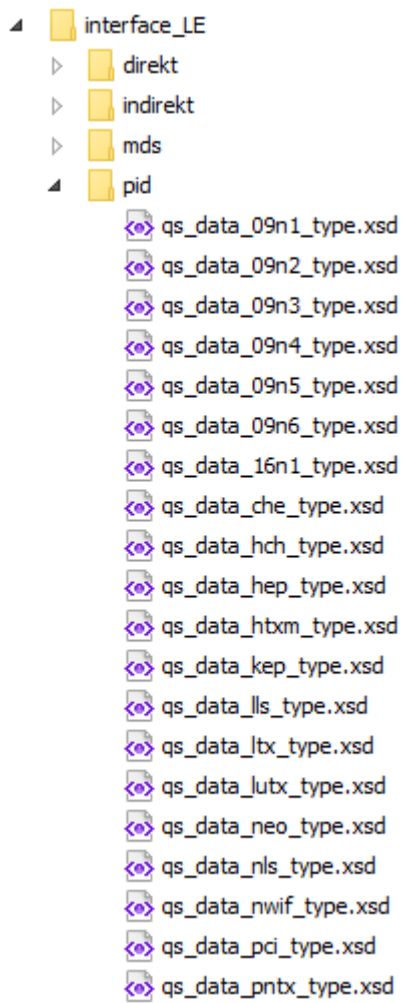 interface_LE
direkt
indirekt
mds
pid
qs_data_09n1_type.xsd
qs_data_09n2_type.xsd
qs_data_09n3_type.xsd
qs_data_09n4_type.xsd
qs_data_09n5_type.xsd
qs_data_09n6_type.xsd
qs_data_16n1_type.xsd
qs_data_che_type.xsd
qs_data_hch_type.xsd
qs_data_hep_type.xsd
qs_data_htxm_type.xsd
qs_data_kep_type.xsd
qs_data_lls_type.xsd
qs_data_ltx_type.xsd
qs_data_lutx_type.xsd
qs_data_neo_type.xsd
qs_data_nls_type.xsd
qs_data_nwif_type.xsd
qs_data_pci_type.xsd
qs_data_pntx_type.xsd